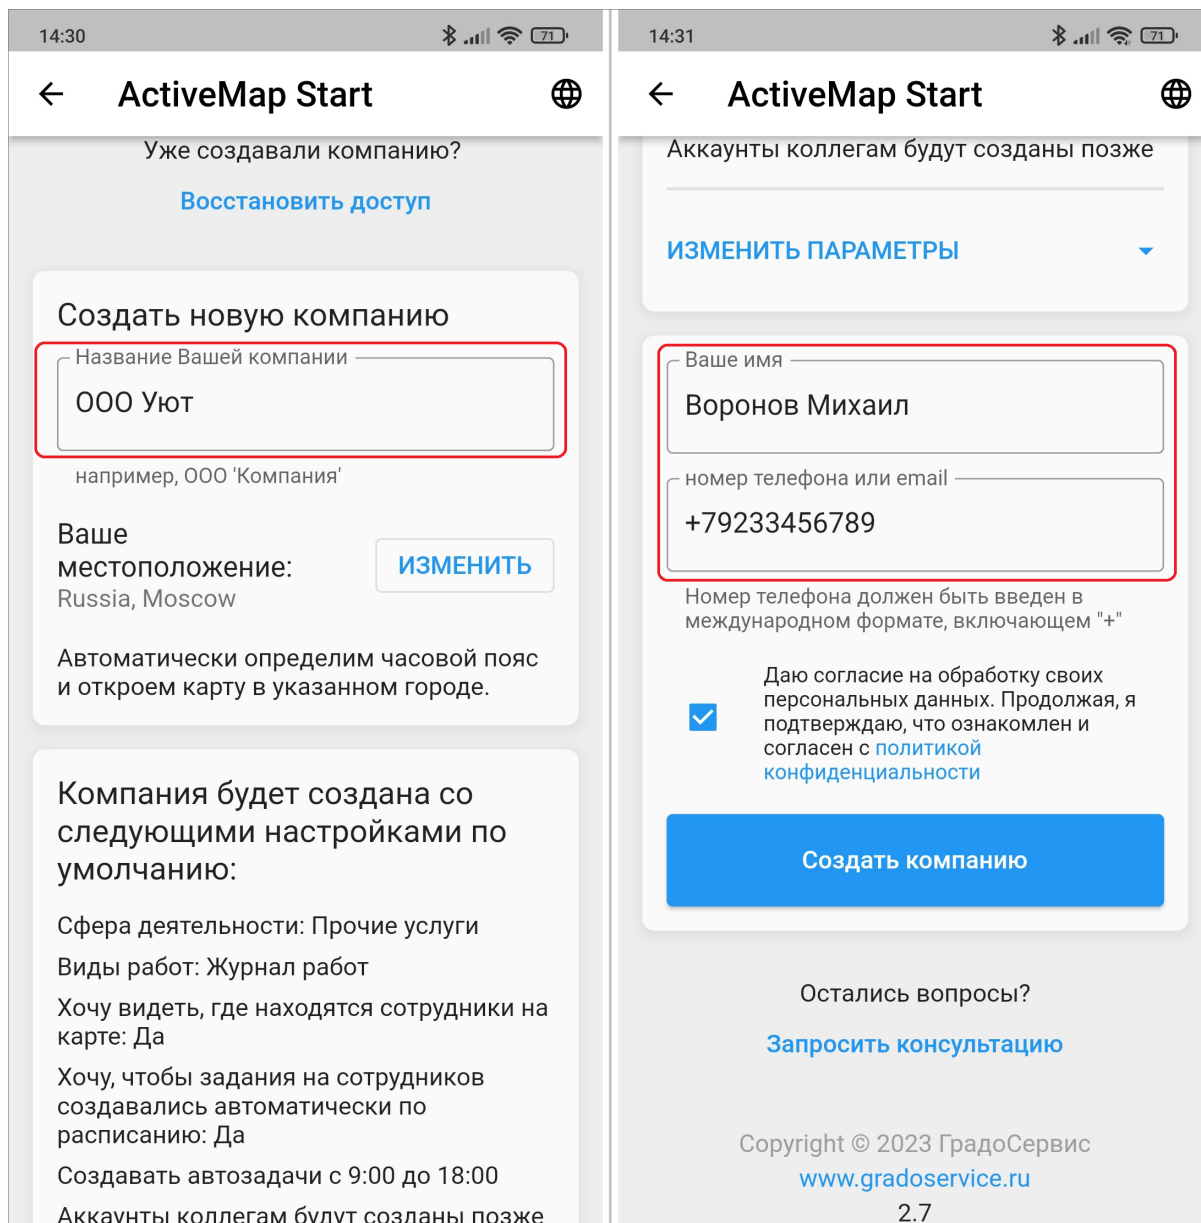 14:30
71
ActiveMap Start
Уже создавали компанию?
Восстановить доступ
Создать новую компанию
Название Вашей компании
ООО Уют
например, ООО 'Компания'
Ваше
местоположение:
Russia, Moscow
ИЗМЕНИТЬ
Автоматически определим часовой пояс
и откроем карту в указанном городе.
Компания будет создана со
следующими настройками по
умолчанию:
Сфера деятельности: Прочие услуги
Виды работ: Журнал работ
Хочу видеть, где находятся сотрудники на
карте: Да
Хочу, чтобы задания на сотрудников
создавались автоматически по
расписанию: Да
Создавать автозадачи с 9:00 до 18:00
Аккаунты коллегам будут созданы позже
14:31
71
ActiveMap Start
Аккаунты коллегам будут созданы позже
ИЗМЕНИТЬ ПАРАМЕТРЫ
Ваше имя
Воронов Михаил
номер телефона или email
+79233456789
Номер телефона должен быть введен в
международном формате, включающем "+"
Даю согласие на обработку своих
персональных данных. Продолжая, я
подтверждаю, что ознакомлен и
согласен с политикой
конфиденциальности
Создать компанию
Остались вопросы?
Запросить консультацию
Copyright © 2023 ГрадоСервис
www.gradoservice.ru
2.7